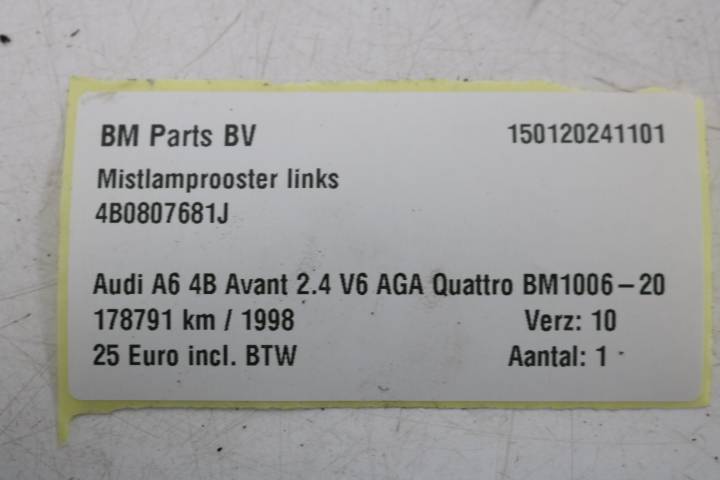 BM Parts BV 150120241101
Mistlamprooster links
4B0807681J
Audi A6 4B Avant 2.4 V6 AGA Quattro BM1006-20
178791 km / 1998 Verz: 10
25 Euro incl. BTW Aantal: 1